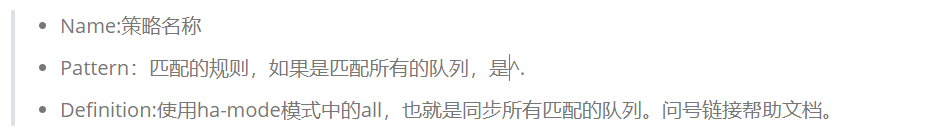 Name:策略名称
Pattern：匹配的规则，如果是匹配所有的队列，是^.
Definition:使用ha-mode模式中的all，也就是同步所有匹配的队列。问号链接帮助文档。